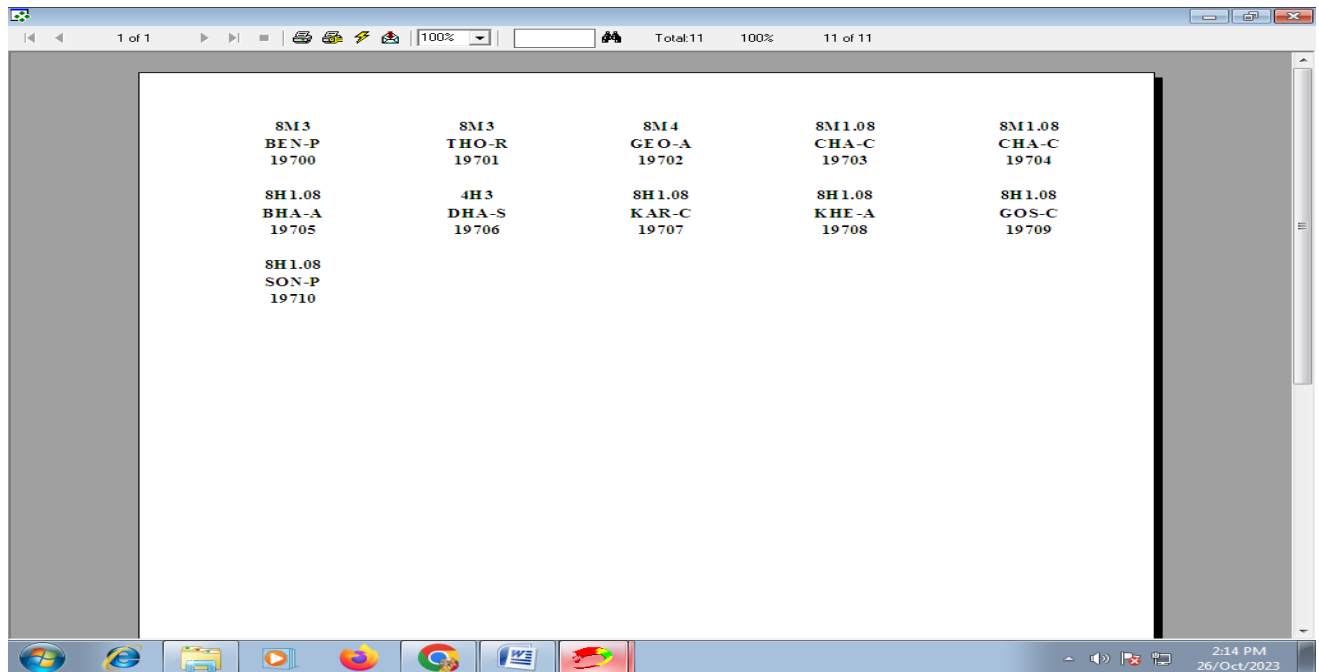 1 of 1 100% Total:11 100% 11 of 11
8M3 8M3 8M4 8M1.08 8M1.08
BEN-P THO-R GEO-A CHA-C CHA-C
19700 19701 19702 19703 19704
8H1.08 4H3 8H1.08 8H1.08 8H1.08
BHA-A DHA-S KAR-C KHE-A GOS-C
19705 19706 19707 19708 19709
8H1.08
SON-P
19710
2:14 PM
26/Oct/2023